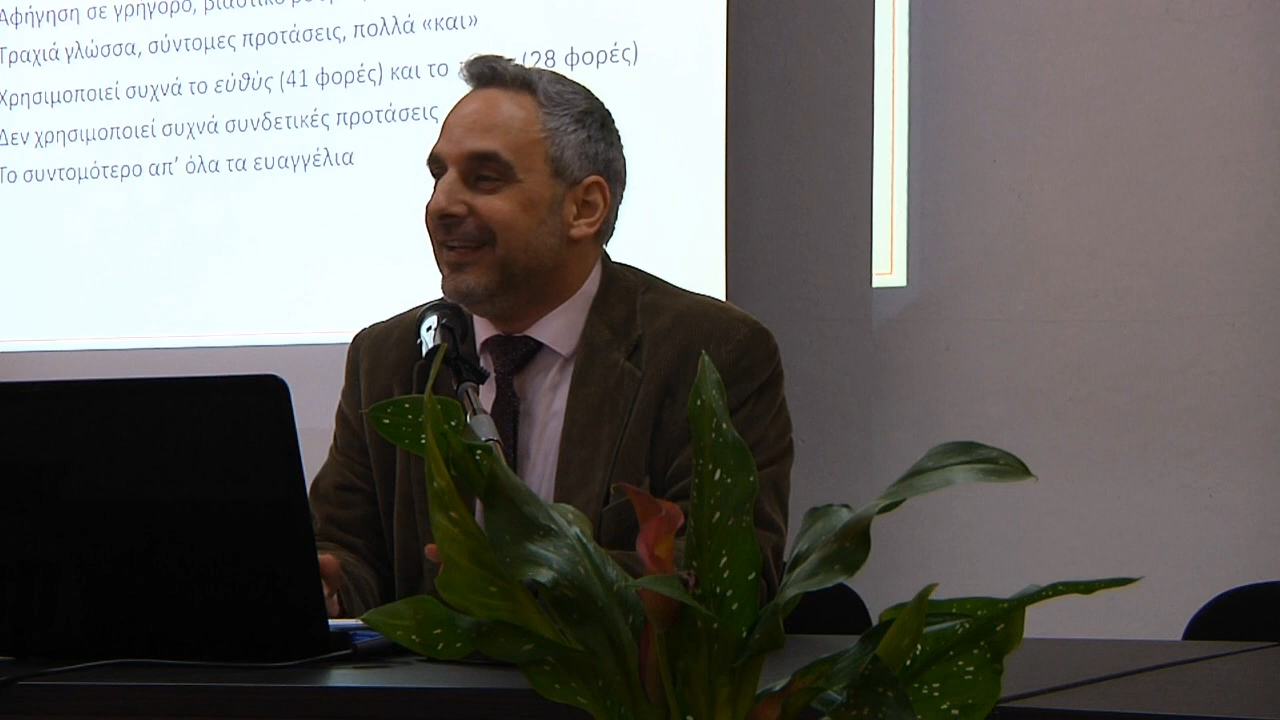 Αφήγηση σε γρήγορο, βιαστικό
Τραχιά γλώσσα, σύντομες προτάσεις, πολλά «και»
Χρησιμοποιεί συχνά το εὐθὺς (41 φορές) και το (28 φορές)
Δεν χρησιμοποιεί συχνά συνδετικές προτάσεις
Το συντομότερο απ’ όλα τα ευαγγέλια